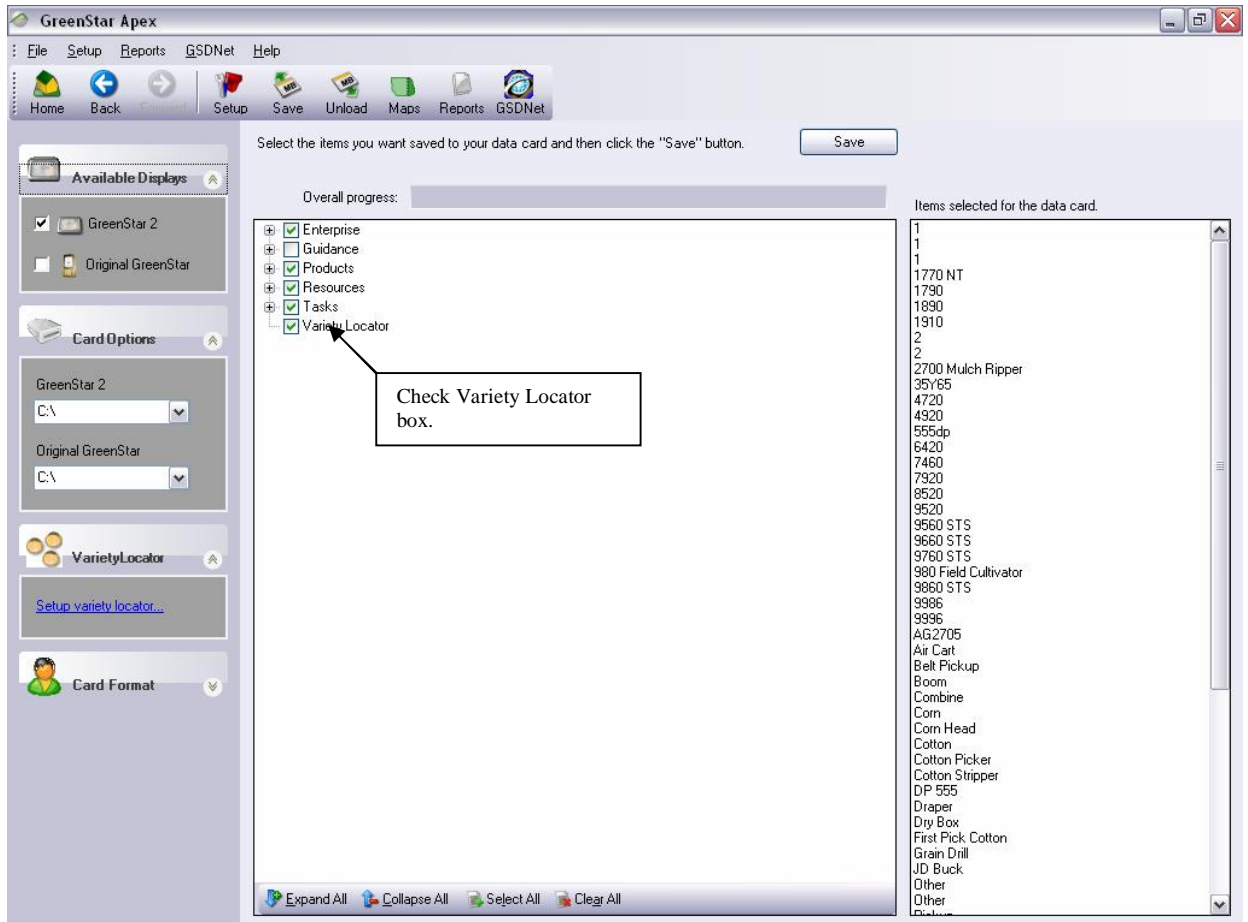 GreenStar Apex
File Setup Reports GSDNet Help
Home Back Forward Setup Save Unload Maps Reports GSDNet
Select the items you want saved to your data card and then click the "Save" button.
Save
Overall progress:
Available Displays
GreenStar 2
Original GreenStar
Card Options
GreenStar 2
C:\
Original GreenStar
C:\
VarietyLocator
Setup variety locator...
Card Format
Enterprise
Guidance
Products
Resources
Tasks
Variety Locator
Check Variety Locator
box.
Expand All Collapse All Select All Clear All
Items selected for the data card.
1
1
1
1770 NT
1790
1890
1910
2
2
2700 Mulch Ripper
35Y65
4720
4920
555dp
6420
7460
7920
8520
9520
9560 STS
9660 STS
9760 STS
980 Field Cultivator
9860 STS
9986
9996
AG2705
Air Cart
Belt Pickup
Boom
Combine
Corn
Corn Head
Cotton
Cotton Picker
Cotton Stripper
DP 555
Draper
Dry Box
First Pick Cotton
Grain Drill
JD Buck
Other
Other